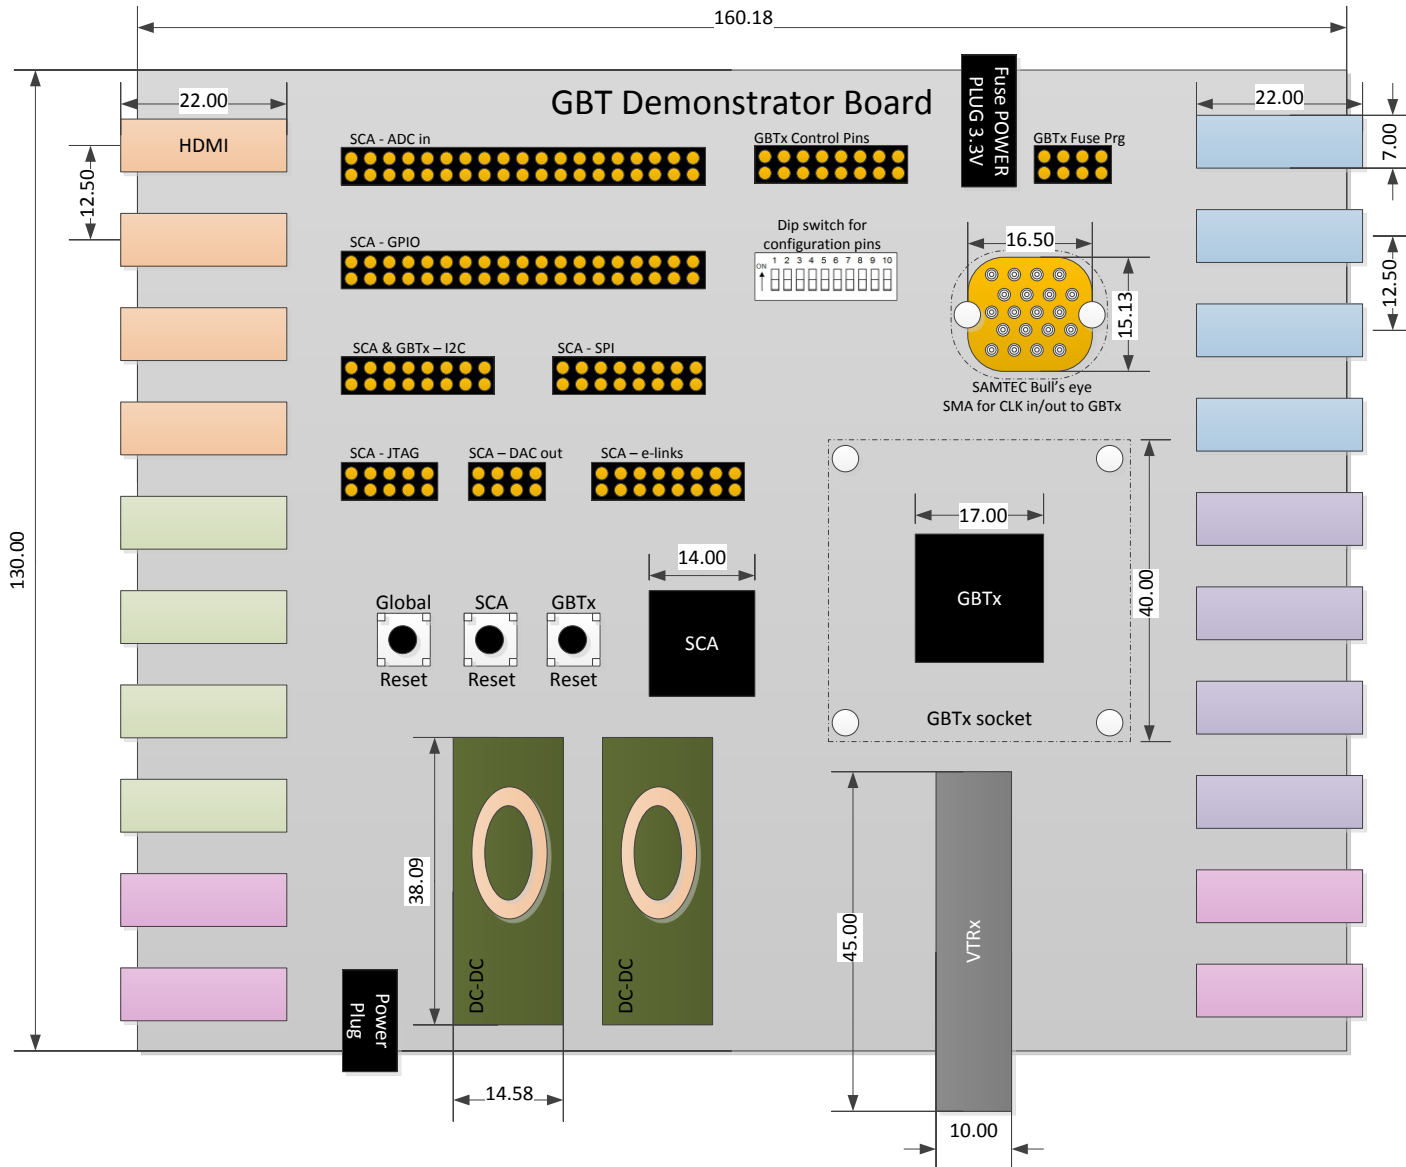 160.18
22.00
GBT Demonstrator Board
Fuse POWER
PLUG 3.3V
22.00
HDMI
SCA - ADC in
GBTx Control Pins
GBTx Fuse Prg
7.00
12.50
SCA - GPIO
Dip switch for
configuration pins
ON
1 2 3 4 5 6 7 8 9 10
16.50
15.13
12.50
SCA & GBTx – I2C
SCA - SPI
SAMTEC Bull's eye
SMA for CLK in/out to GBTx
SCA - JTAG
SCA – DAC out
SCA – e-links
130.00
17.00
14.00
40.00
GBTx
Global
Reset
SCA
Reset
GBTx
Reset
SCA
GBTx socket
38.09
DC-DC
DC-DC
45.00
VTRx
Power
Plug
14.58
10.00